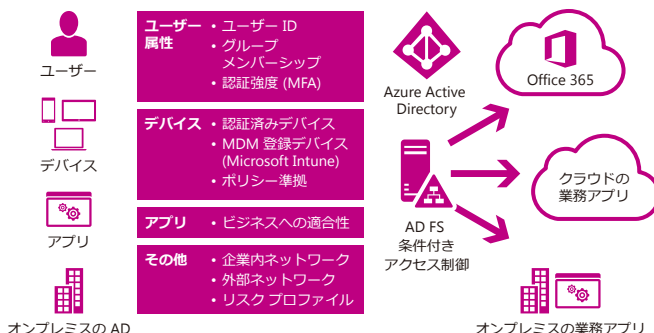 ユーザー
デバイス
アプリ
オンプレミスの AD
ユーザー
属性
• ユーザー ID
• グループ
メンバーシップ
• 認証強度 (MFA)
デバイス
• 認証済みデバイス
• MDM 登録デバイス
(Microsoft Intune)
• ポリシー準拠
アプリ
• ビジネスへの適合性
その他
• 企業内ネットワーク
• 外部ネットワーク
• リスク プロファイル
Azure Active
Directory
AD FS
条件付き
アクセス制御
Office 365
クラウドの
業務アプリ
オンプレミスの業務アプリ